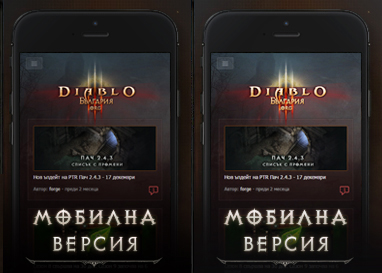 DIABLO
БЪЛГАРИЯ
ПАЧ 2.4.3
СПИСЪК С ПРОМЕНИ
Нов ъпдейт на PTR Пач 2.4.3 - 17 декември
Автор: forge - преди 2 месеца
МОБИЛНА
ВЕРСИЯ
DIABLO
БЪЛГАРИЯ
ПАЧ 2.4.3
СПИСЪК С ПРОМЕНИ
Нов ъпдейт на PTR Пач 2.4.3 - 17 декември
Автор: forge - преди 2 месеца
МОБИЛНА
ВЕРСИЯ